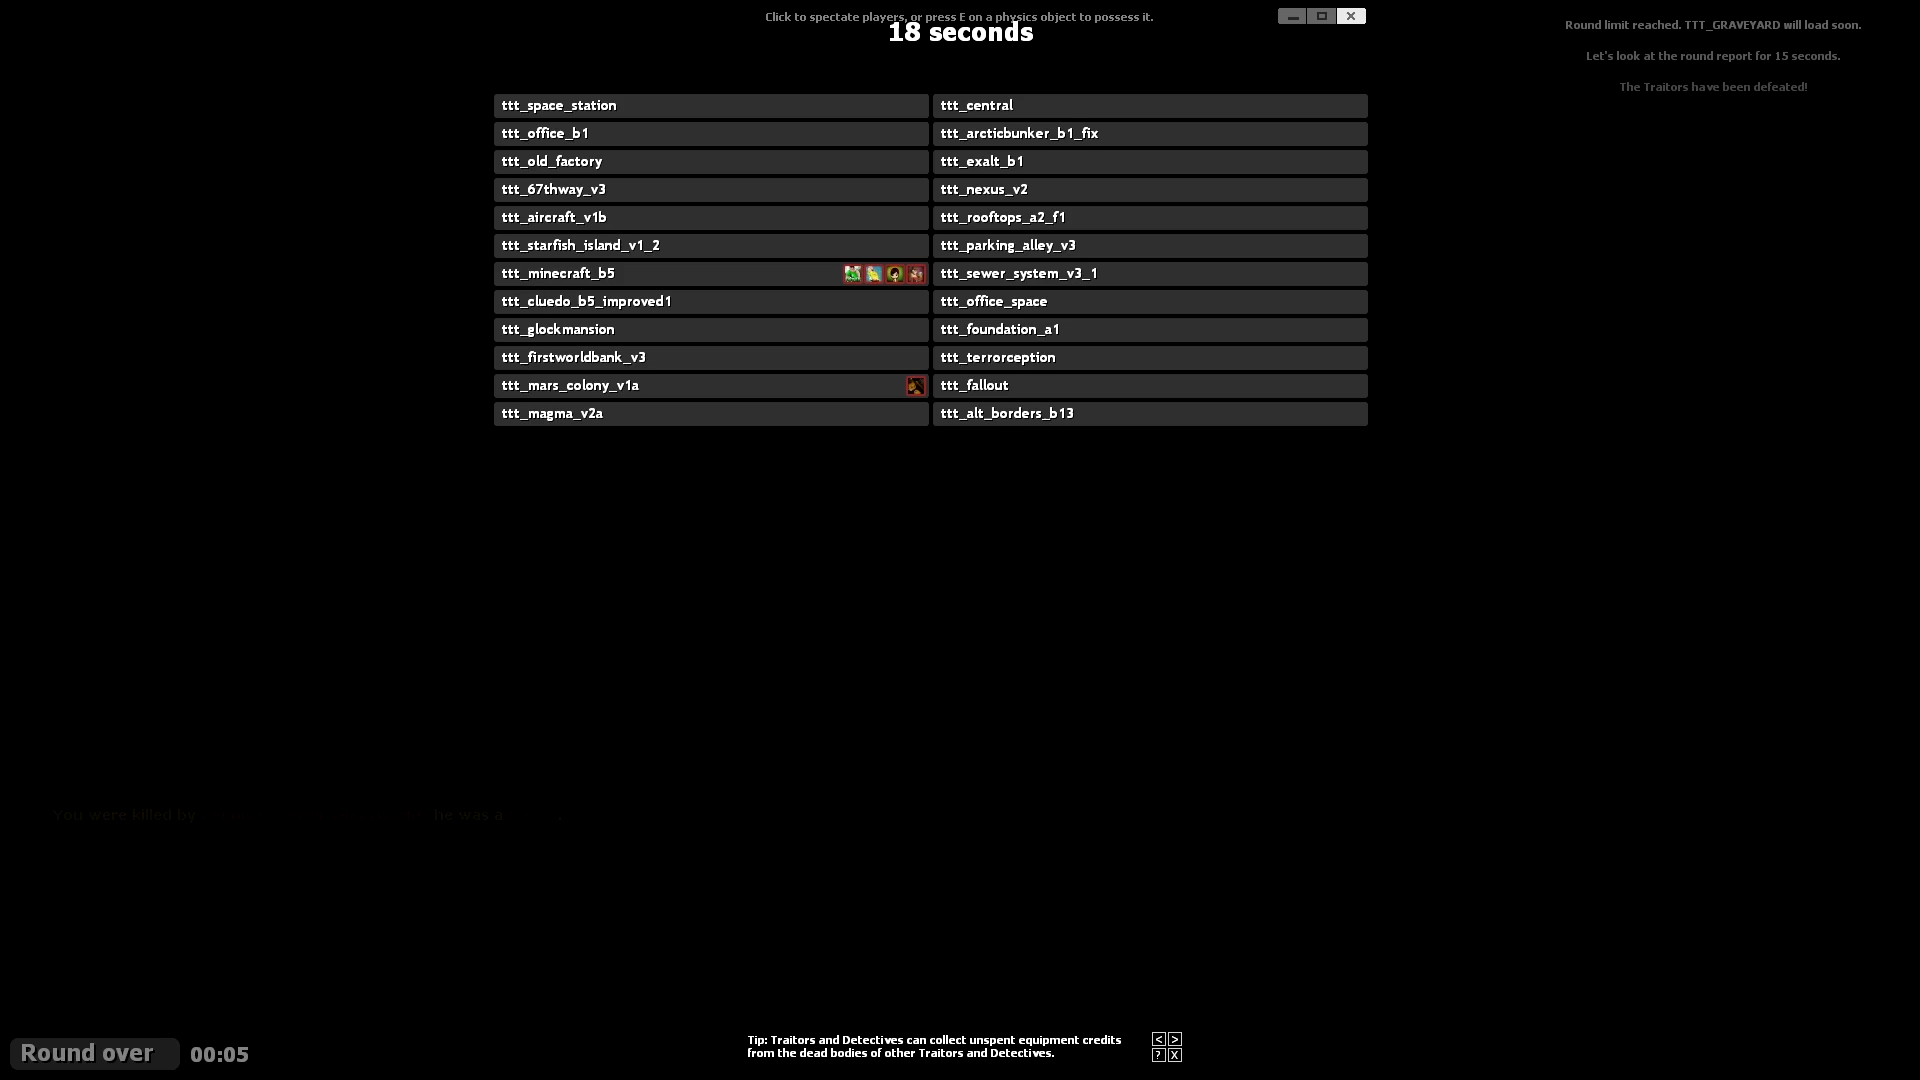 Click to spectate players, or press E on a physics object to possess it.
18 seconds
Round limit reached. TTT_GRAVEYARD will load soon.
Let's look at the round report for 15 seconds.
The Traitors have been defeated!
ttt_space_station
ttt_central
ttt_office_b1
ttt_arcticbunker_b1_fix
ttt_old_factory
ttt_exalt_b1
ttt_67thway_v3
ttt_nexus_v2
ttt_aircraft_v1b
ttt_rooftops_a2_f1
ttt_starfish_island_v1_2
ttt_parking_alley_v3
ttt_minecraft_b5
ttt_sewer_system_v3_1
ttt_cluedo_b5_improved1
ttt_office_space
ttt_glockmansion
ttt_foundation_a1
ttt_firstworldbank_v3
ttt_terrorception
ttt_mars_colony_v1a
ttt_fallout
ttt_magma_v2a
ttt_alt_borders_b13
You were killed by he was a
Tip: Traitors and Detectives can collect unspent equipment credits
from the dead bodies of other Traitors and Detectives.
< >
? X
Round over 00:05